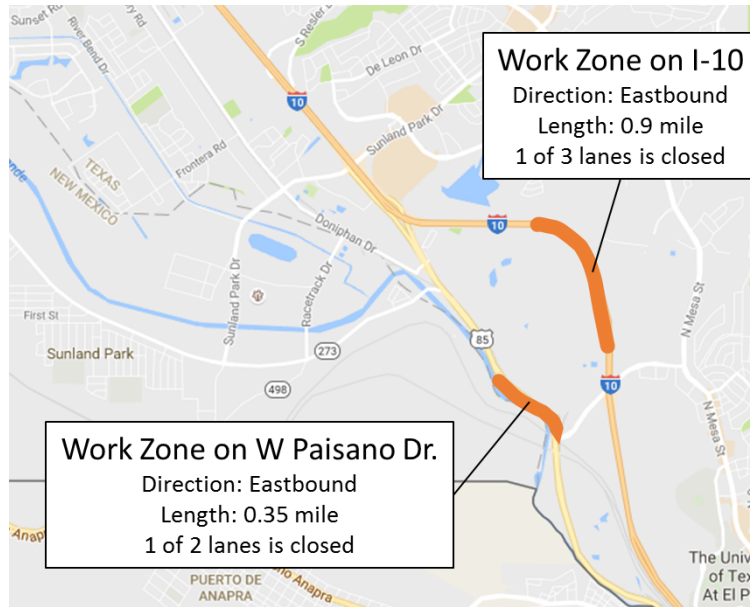 Sunset Rd
River Bend Dr
S Resler Dr
De Leon Dr
10
Sunland Park Dr
Frontera Rd
TEXAS
NEW MEXICO
Doniphan Dr
10
Work Zone on I-10
Direction: Eastbound
Length: 0.9 mile
1 of 3 lanes is closed
Sunland Park Dr
Racetrack Dr
First St
Sunland Park
273
85
498
N Mesa St
10
N Mesa St
Work Zone on W Paisano Dr.
Direction: Eastbound
Length: 0.35 mile
1 of 2 lanes is closed
Anapra
PUERTO DE
ANAPRA
no Anapra
The Univ
of Tex
At El P